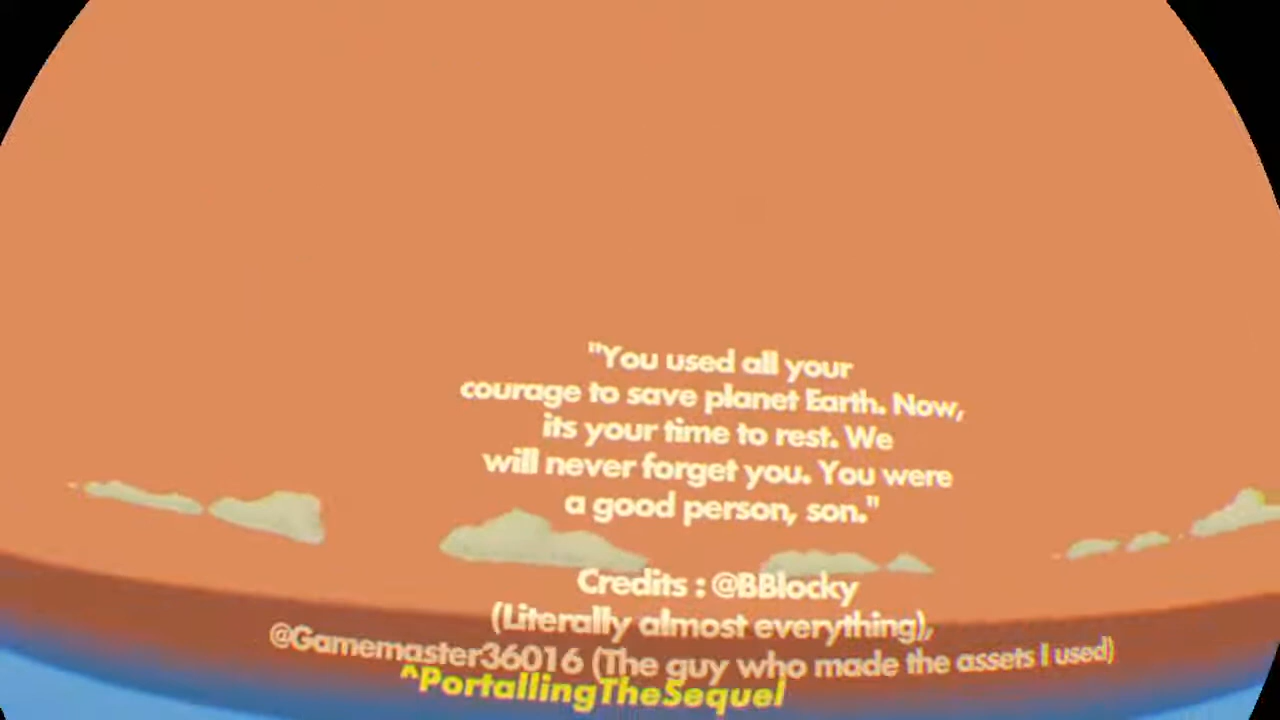 "You used all your
courage to save planet Earth. Now,
its your time to rest. We
will never forget you. You were
a good person, son."
Credits : @BBlocky
(Literally almost everything),
@Gamemaster36016 (The guy who made the assets I used)
^PortallingTheSequel